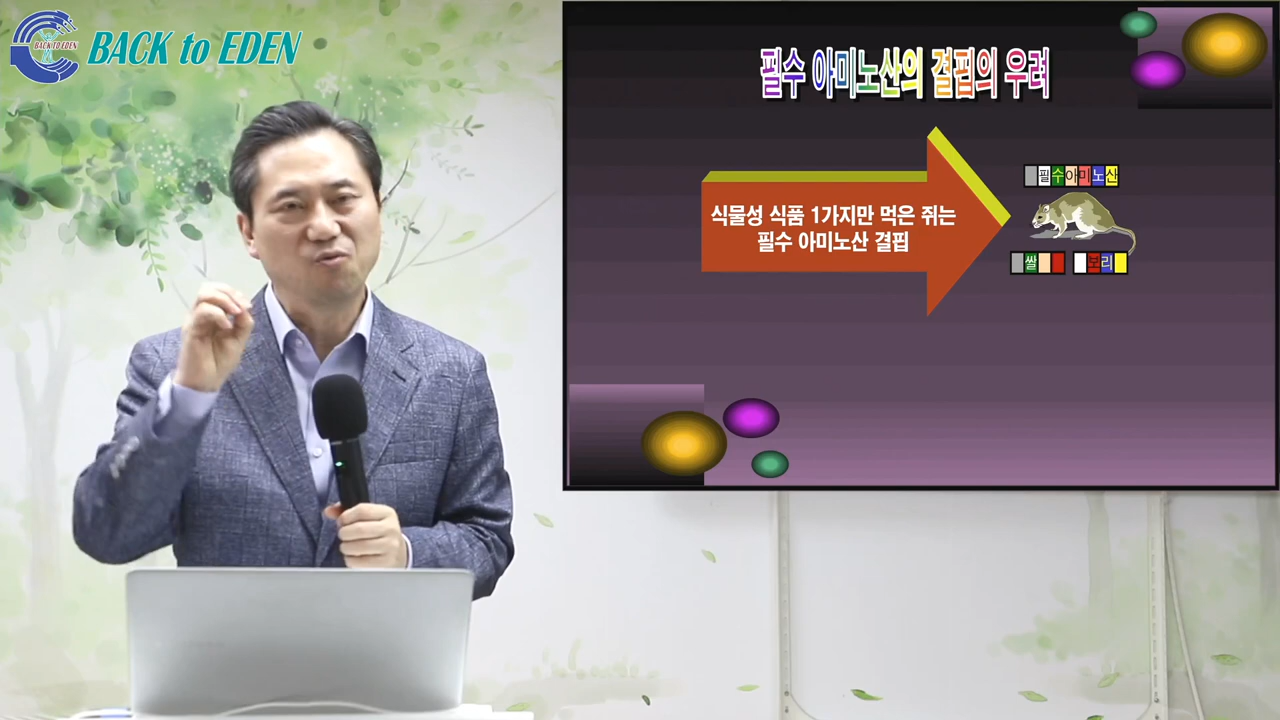 BACK TO EDEN
BACK to EDEN
필수 아미노산의 결핍의 우려
식물성 식품 1가지만 먹은 쥐는
필수 아미노산 결핍
필수아미노산
쌀 보리